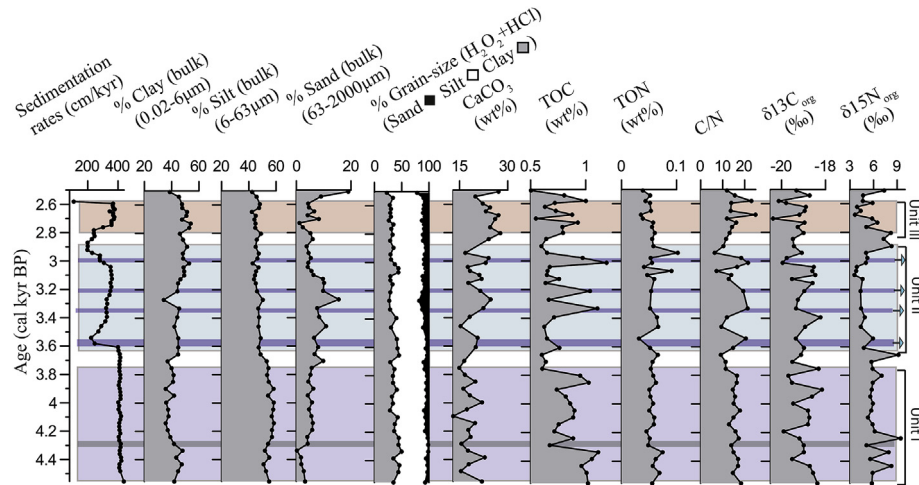 Sedimentation
rates (cm/kyr)
% Clay (bulk)
(0.02-6μm)
% Silt (bulk)
(6-63μm)
% Sand (bulk)
(63-2000μm)
% Grain-size (H2O2+HCl)
(Sand Silt Clay )
CaCO3
(wt%)
TOC
(wt%)
TON
(wt%)
C/N
δ13Corg
(‰)
δ15Norg
(‰)
200 400 20 40 60 20 40 60 0 20 0 50 100 15 30 0.5 1 0 0.1 0 10 20 -20 -18 3 6 9
Age (cal kyr BP)
2.6
2.8
3
3.2
3.4
3.6
3.8
4
4.2
4.4
Unit III
Unit I